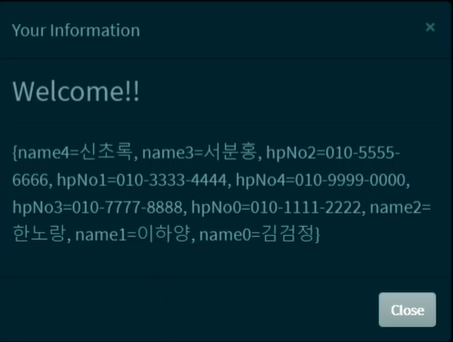 Your Information ×
Welcome!!
{name4=신초록, name3=서분홍, hpNo2=010-5555-
6666, hpNo1=010-3333-4444, hpNo4=010-9999-0000,
hpNo3=010-7777-8888, hpNo0=010-1111-2222, name2=
한노랑, name1=이하양, name0=김검정}
Close